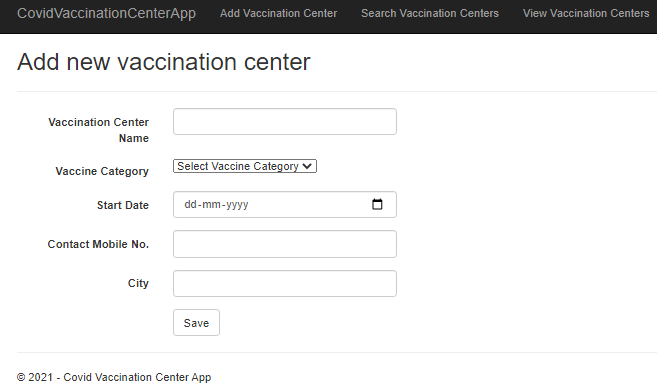 CovidVaccinationCenterApp Add Vaccination Center Search Vaccination Centers View Vaccination Centers
Add new vaccination center
Vaccination Center
Name
Vaccine Category Select Vaccine Category
Start Date dd-mm-yyyy
Contact Mobile No.
City
Save
© 2021 - Covid Vaccination Center App